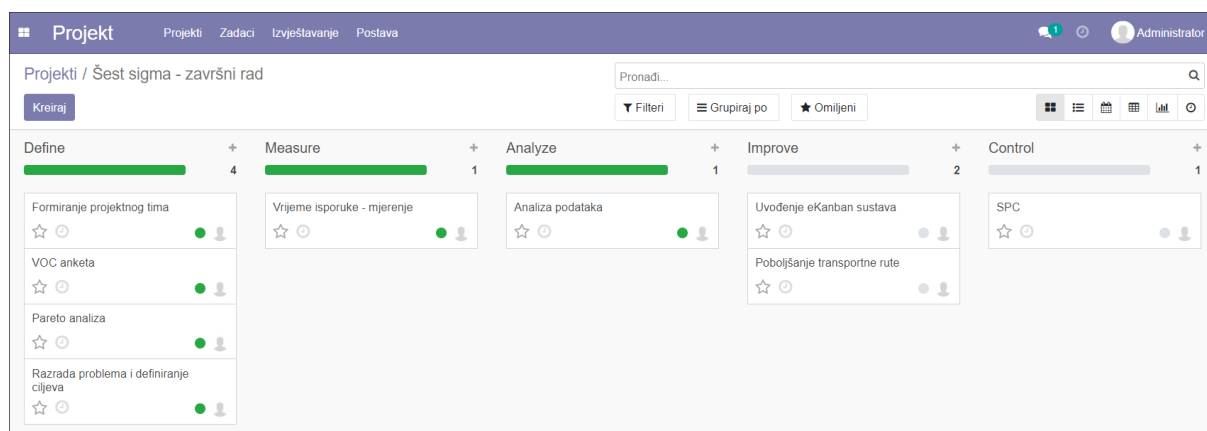 Projekt Projekti Zadaci Izvještavanje Postava 1 Administrator
Projekti / Šest sigma - završni rad
Pronađi...
Kreiraj
Filteri Grupiraj po Omiljeni
Define + Measure + Analyze + Improve + Control +
4 1 1 2 1
Formiranje projektnog tima
VOC anketa
Pareto analiza
Razrada problema i definiranje
ciljeva
Vrijeme isporuke - mjerenje
Analiza podataka
Uvođenje eKanban sustava
Poboljšanje transportne rute
SPC